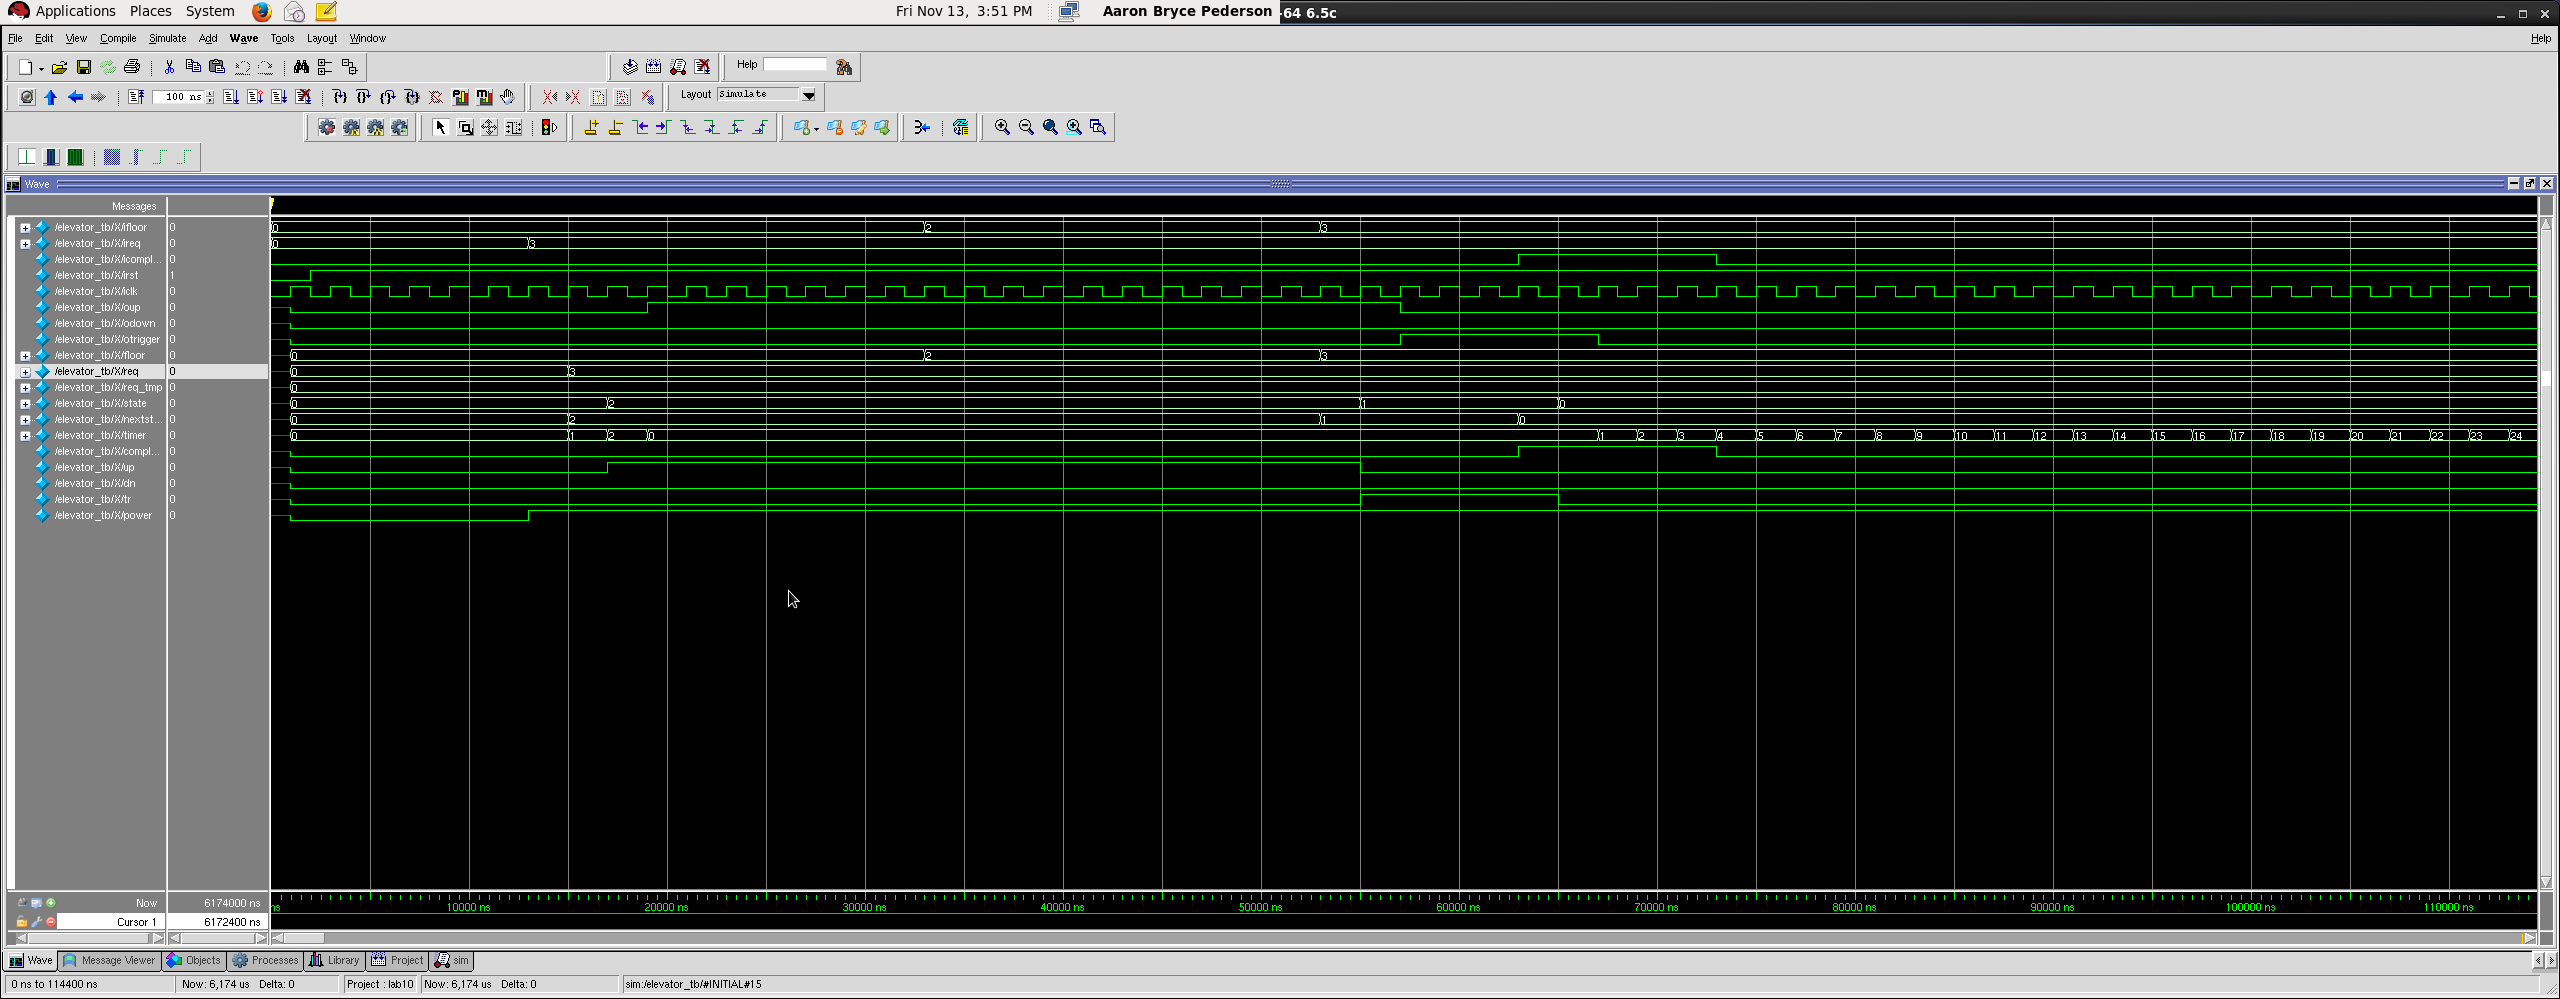 Applications Places System Fri Nov 13, 3:51 PM Aaron Bryce Pederson -64 6.5c
File Edit View Compile Simulate Add Wave Tools Layout Window Help
Help
100 ns Layout Simulate
Wave
Messages
/elevator_tb/X/ifloor 0 0 2 3
/elevator_tb/X/ireq 0 0 3
/elevator_tb/X/icompl... 0
/elevator_tb/X/irst 1
/elevator_tb/X/iclk 0
/elevator_tb/X/oup 0
/elevator_tb/X/odown 0
/elevator_tb/X/otrigger 0
/elevator_tb/X/floor 0 0 2 3
/elevator_tb/X/req 0 0 3
/elevator_tb/X/req_tmp 0 0
/elevator_tb/X/state 0 0 2 1 0
/elevator_tb/X/nextst... 0 0 2 1 0
/elevator_tb/X/timer 0 0 1 2 0 1 2 3 4 5 6 7 8 9 10 11 12 13 14 15 16 17 18 19 20 21 22 23 24
/elevator_tb/X/compl... 0
/elevator_tb/X/up 0
/elevator_tb/X/dn 0
/elevator_tb/X/tr 0
/elevator_tb/X/power 0
Now 6174000 ns ns 10000 ns 20000 ns 30000 ns 40000 ns 50000 ns 60000 ns 70000 ns 80000 ns 90000 ns 100000 ns 110000 ns
Cursor 1 6172400 ns
Wave Message Viewer Objects Processes Library Project sim
0 ns to 114400 ns Now: 6,174 us Delta: 0 Project : lab10 Now: 6,174 us Delta: 0 sim:/elevator_tb/#INITIAL#15